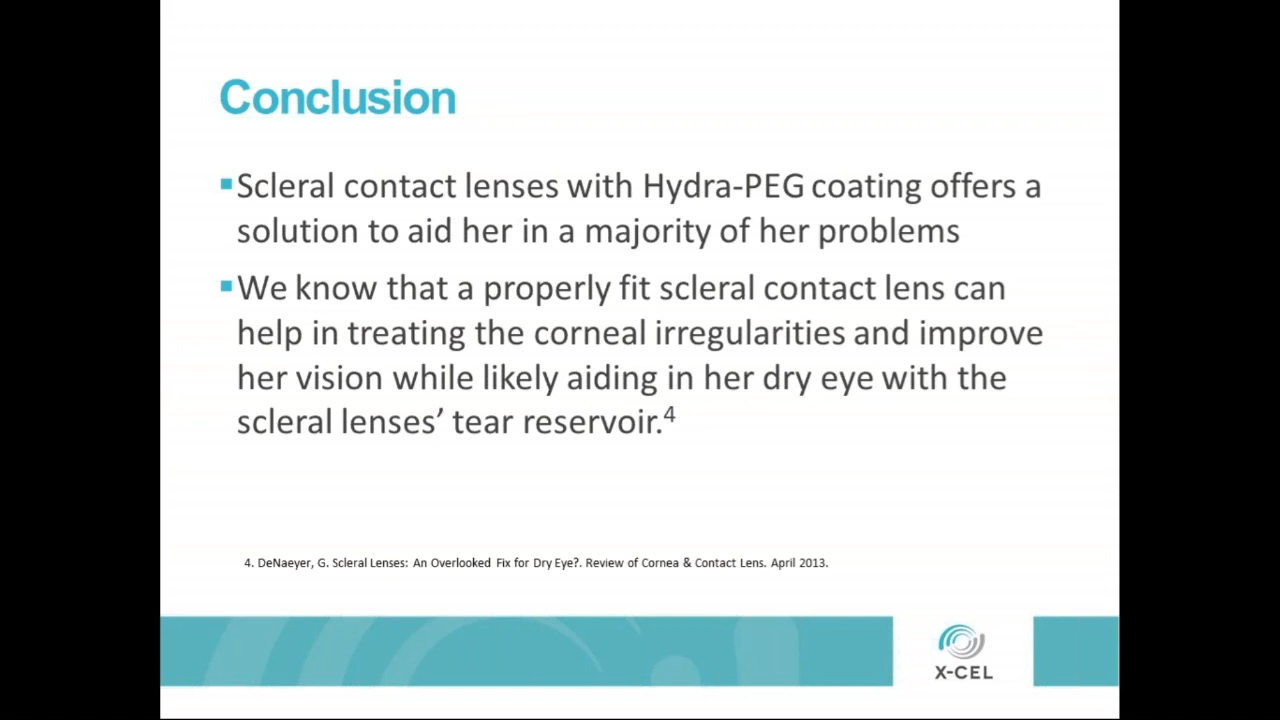 Conclusion
▪Scleral contact lenses with Hydra-PEG coating offers a
solution to aid her in a majority of her problems
▪We know that a properly fit scleral contact lens can
help in treating the corneal irregularities and improve
her vision while likely aiding in her dry eye with the
scleral lenses’ tear reservoir.⁴
4. DeNaeyer, G. Scleral Lenses: An Overlooked Fix for Dry Eye?. Review of Cornea & Contact Lens. April 2013.
X-CEL